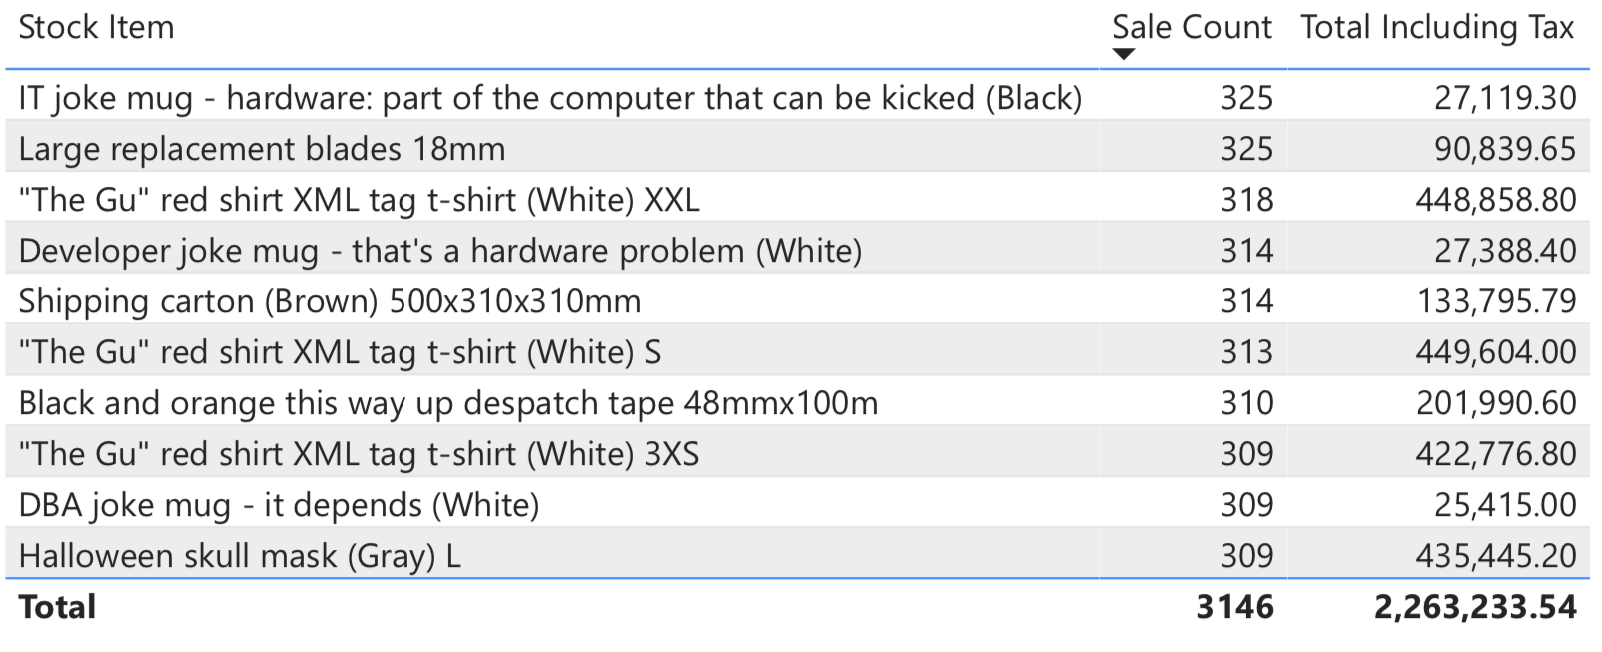 Stock Item Sale Count Total Including Tax
IT joke mug - hardware: part of the computer that can be kicked (Black) 325 27,119.30
Large replacement blades 18mm 325 90,839.65
"The Gu" red shirt XML tag t-shirt (White) XXL 318 448,858.80
Developer joke mug - that's a hardware problem (White) 314 27,388.40
Shipping carton (Brown) 500x310x310mm 314 133,795.79
"The Gu" red shirt XML tag t-shirt (White) S 313 449,604.00
Black and orange this way up despatch tape 48mmx100m 310 201,990.60
"The Gu" red shirt XML tag t-shirt (White) 3XS 309 422,776.80
DBA joke mug - it depends (White) 309 25,415.00
Halloween skull mask (Gray) L 309 435,445.20
Total 3146 2,263,233.54